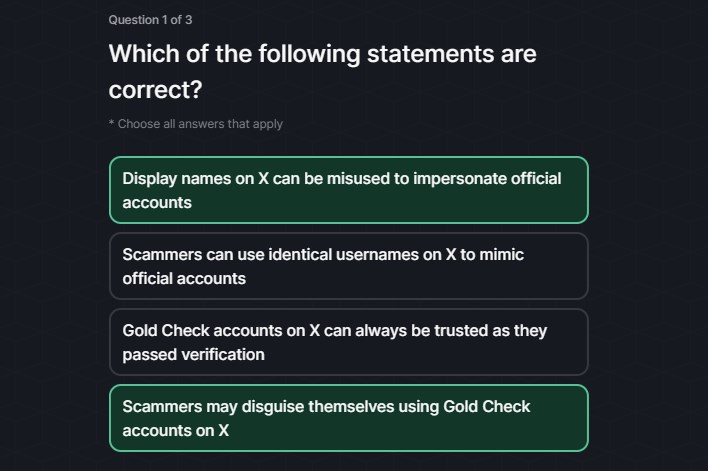 Question 1 of 3
Which of the following statements are
correct?
* Choose all answers that apply
Display names on X can be misused to impersonate official
accounts
Scammers can use identical usernames on X to mimic
official accounts
Gold Check accounts on X can always be trusted as they
passed verification
Scammers may disguise themselves using Gold Check
accounts on X